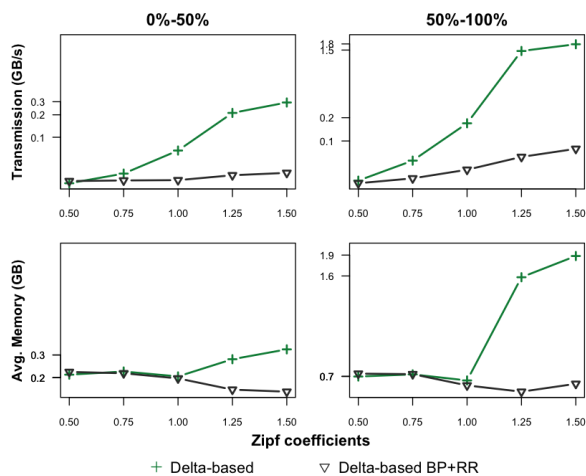 0%-50%
50%-100%
Transmission (GB/s)
0.3
0.2
0.1
0.50 0.75 1.00 1.25 1.50
1.8
1.5
0.2
0.1
0.50 0.75 1.00 1.25 1.50
Avg. Memory (GB)
0.3
0.2
0.50 0.75 1.00 1.25 1.50
1.9
1.6
0.7
0.50 0.75 1.00 1.25 1.50
Zipf coefficients
Delta-based
Delta-based BP+RR